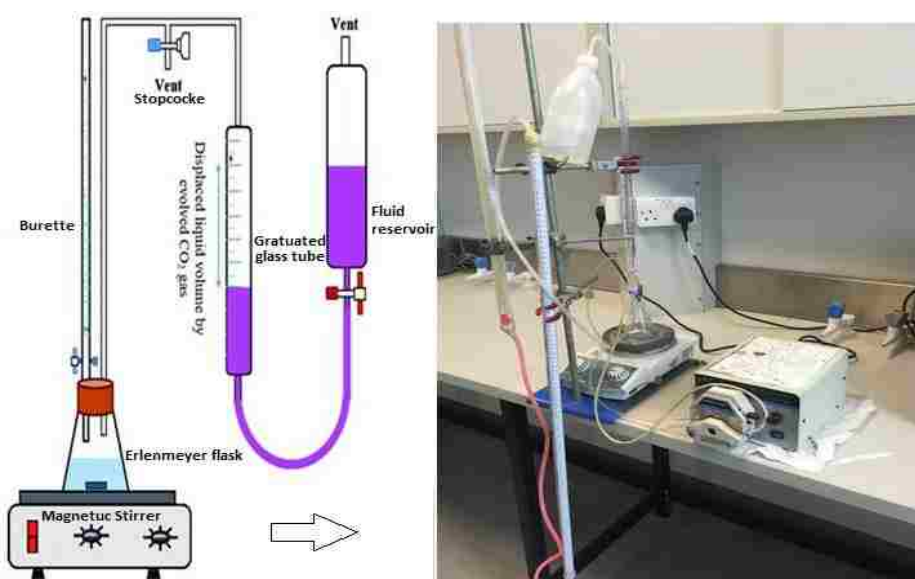 Vent
Vent
Stopcocke
Displaced liquid volume by
evolved CO₂ gas
Burette
Gratuated
glass tube
Fluid
reservoir
Erlenmeyer flask
Magnetuc Stirrer